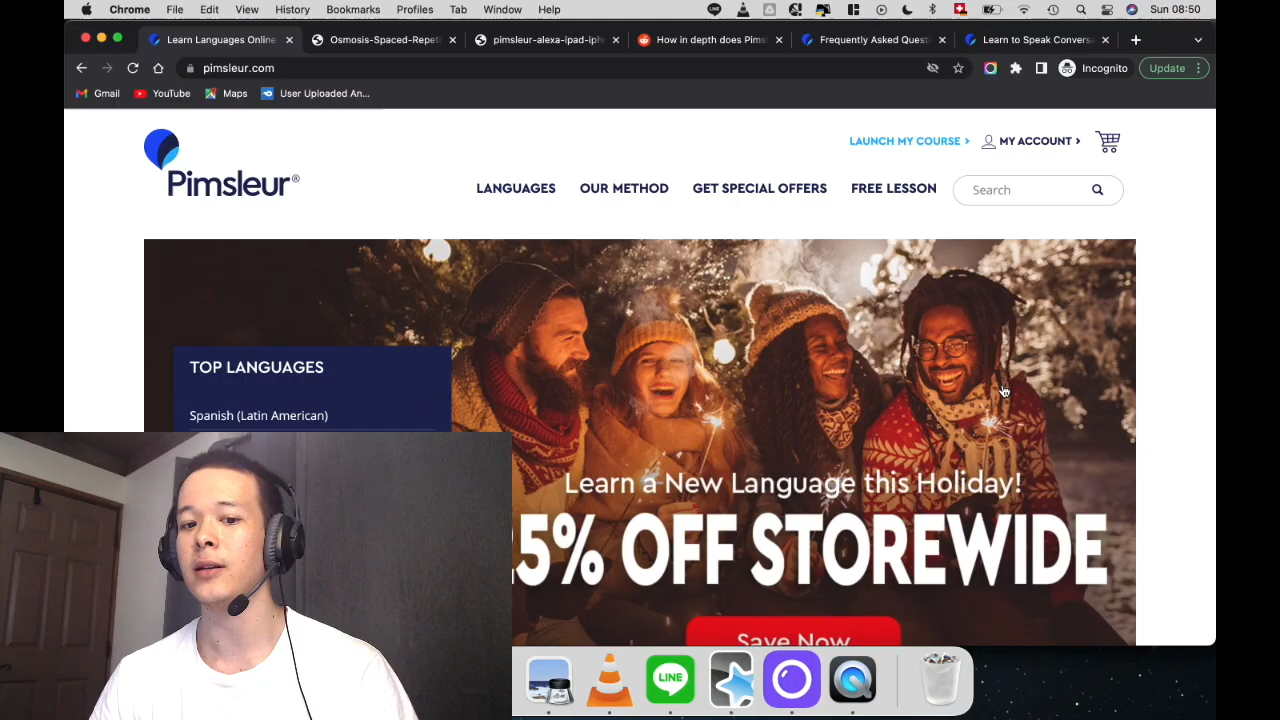 Chrome File Edit View History Bookmarks Profiles Tab Window Help Sun 08:50
Learn Languages Online Osmosis-Spaced-Repeti pimsleur-alexa-ipad-iph How in depth does Pims Frequently Asked Quest Learn to Speak Convers
pimsleur.com Incognito Update
Gmail YouTube Maps User Uploaded An...
LAUNCH MY COURSE > MY ACCOUNT >
Pimsleur®
LANGUAGES OUR METHOD GET SPECIAL OFFERS FREE LESSON Search
TOP LANGUAGES
Spanish (Latin American)
Learn a New Language this Holiday!
5% OFF STOREWIDE
Save Now
LINE